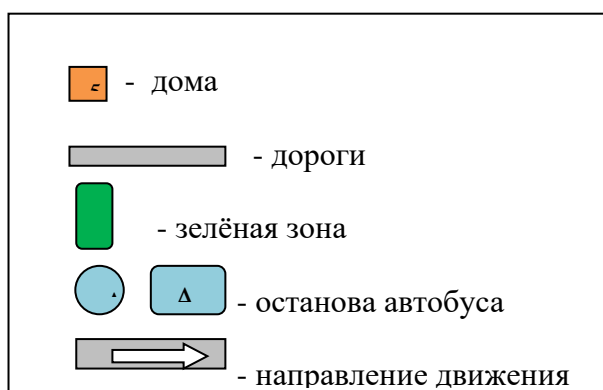 - дома
- дороги
- зелёная зона
Δ - останова автобуса
- направление движения